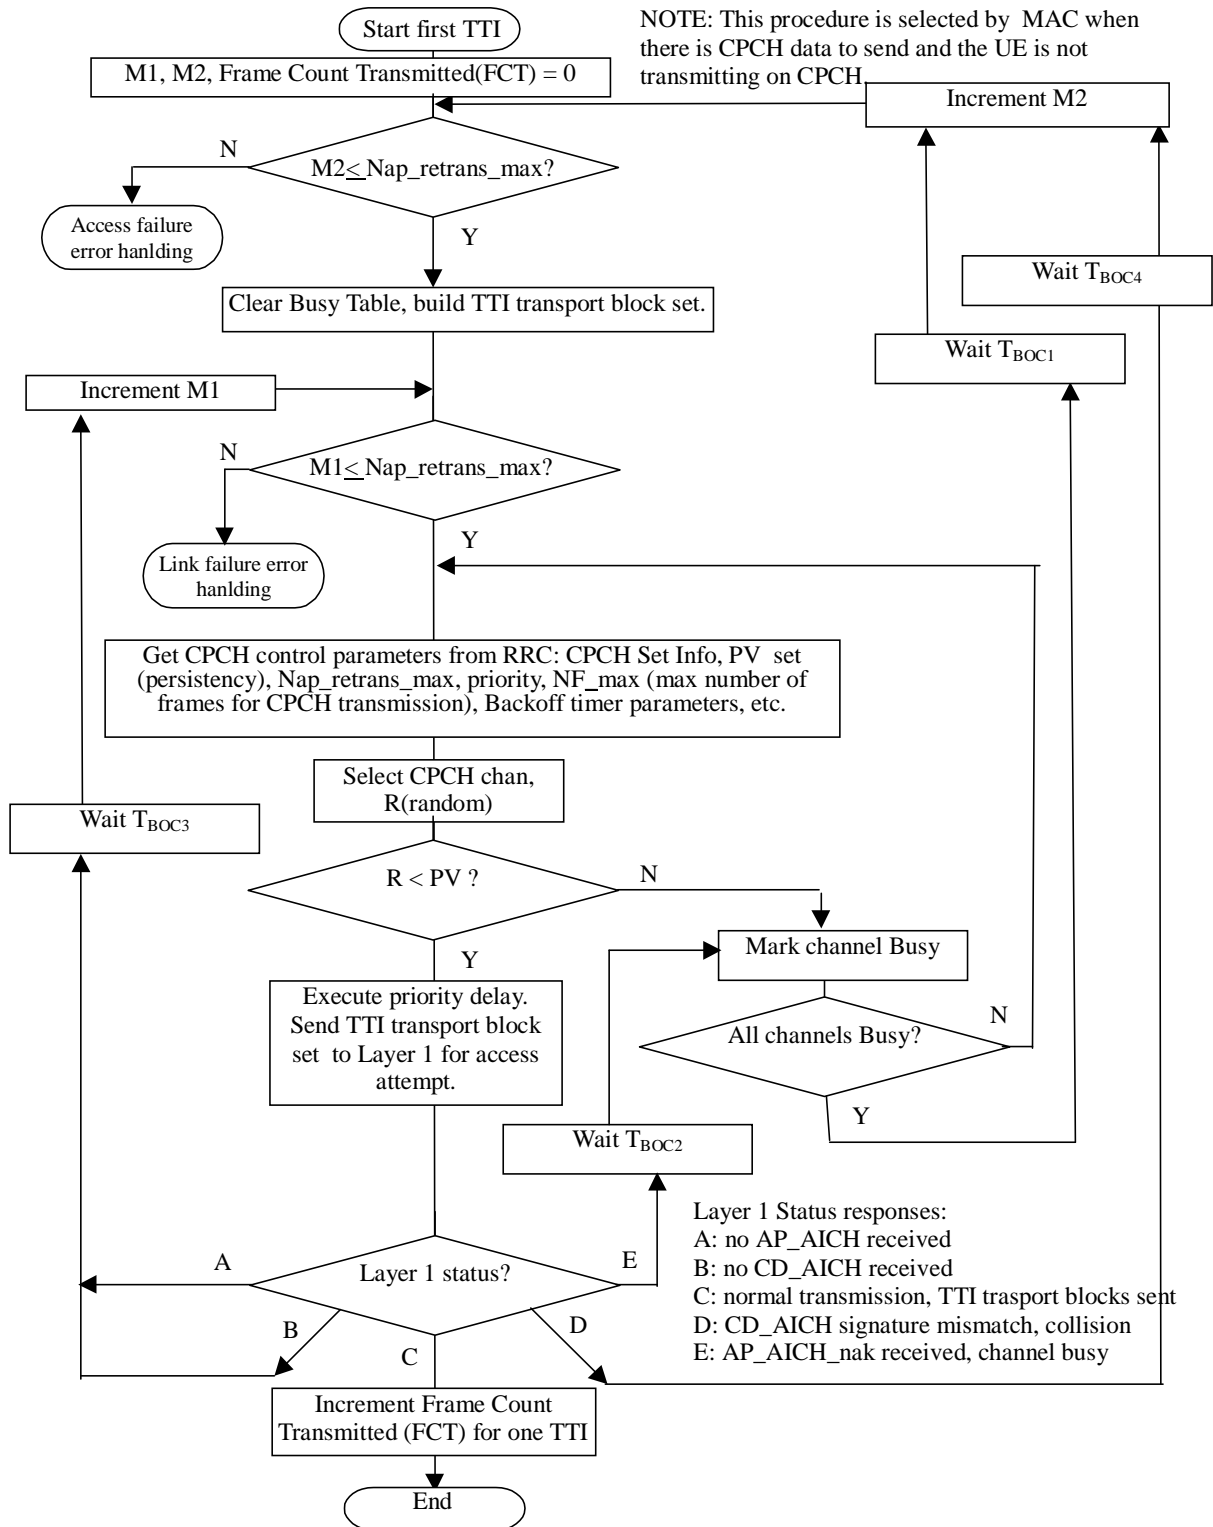 Start first TTI
NOTE: This procedure is selected by MAC when
there is CPCH data to send and the UE is not
transmitting on CPCH.
M1, M2, Frame Count Transmitted(FCT) = 0
Increment M2
N
M2≤Nap_retrans_max?
Access failure
error hanlding
Y
Wait TBOC4
Clear Busy Table, build TTI transport block set.
Wait TBOC1
Increment M1
N
M1≤Nap_retrans_max?
Y
Link failure error
hanlding
Get CPCH control parameters from RRC: CPCH Set Info, PV set
(persistency), Nap_retrans_max, priority, NF_max (max number of
frames for CPCH transmission), Backoff timer parameters, etc.
Select CPCH chan,
R(random)
Wait TBOC3
R < PV ?
N
Mark channel Busy
Y
Execute priority delay.
Send TTI transport block
set to Layer 1 for access
attempt.
N
All channels Busy?
Y
Wait TBOC2
Layer 1 Status responses:
A: no AP_AICH received
B: no CD_AICH received
C: normal transmission, TTI trasport blocks sent
D: CD_AICH signature mismatch, collision
E: AP_AICH_nak received, channel busy
A
E
Layer 1 status?
B
D
C
Increment Frame Count
Transmitted (FCT) for one TTI
End